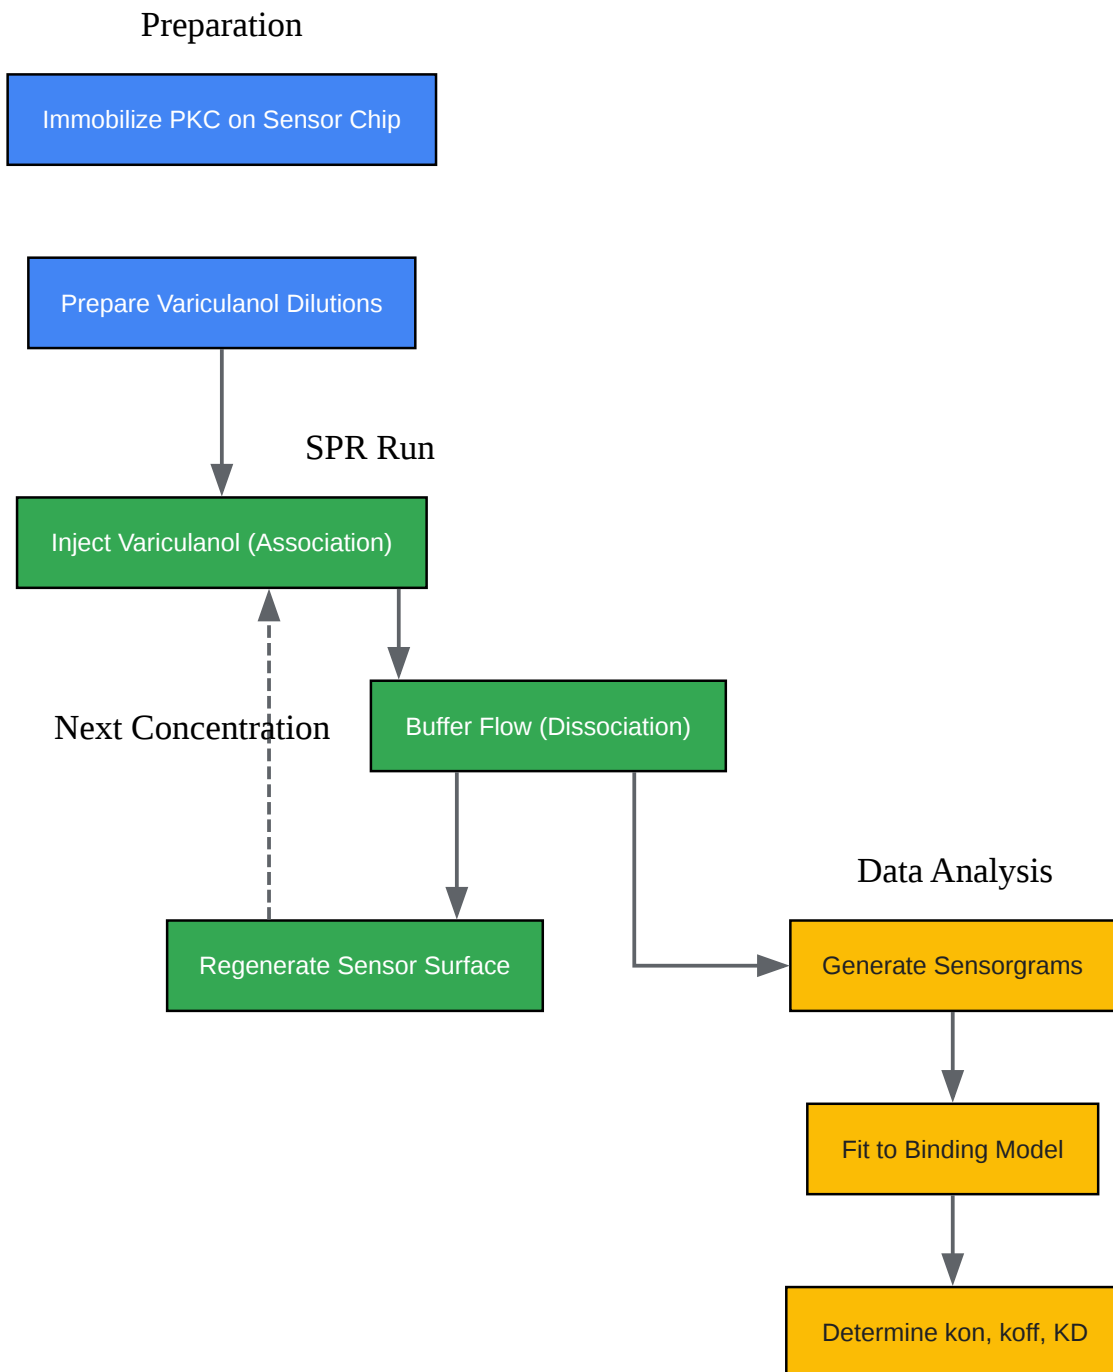 Preparation
Immobilize PKC on Sensor Chip
Prepare Variculanol Dilutions
SPR Run
Inject Variculanol (Association)
Next Concentration
Buffer Flow (Dissociation)
Data Analysis
Regenerate Sensor Surface
Generate Sensorgrams
Fit to Binding Model
Determine kon, koff, KD